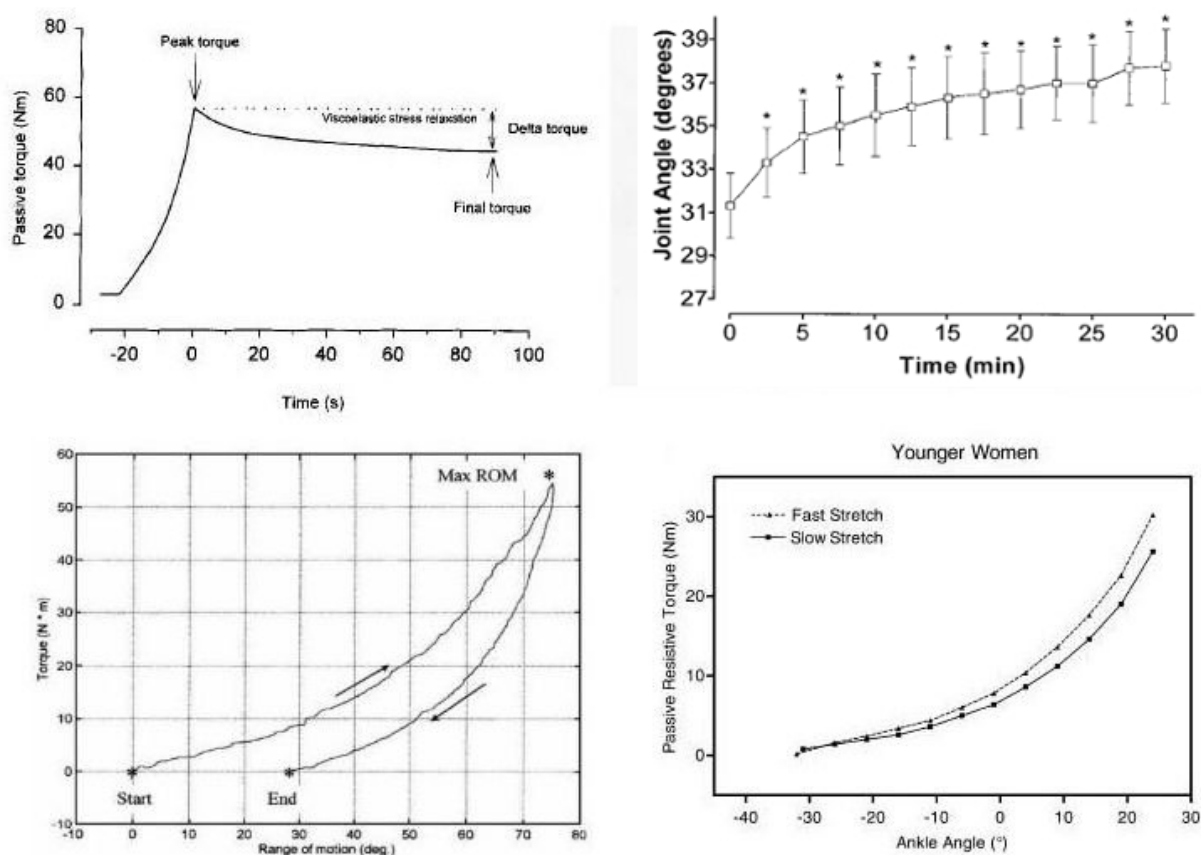 80
60
40
20
0
Passive torque (Nm)
Peak torque
Viscoelastic stress relaxation
Delta torque
Final torque
-20 0 20 40 60 80 100
Time (s)
39
37
35
33
31
29
27
Joint Angle (degrees)
* * * * * * * * * * * *
0 5 10 15 20 25 30
Time (min)
60
50
40
30
20
10
0
-10
Torque (N * m)
Max ROM *
* Start
* End
-10 0 10 20 30 40 50 60 70 80
Range of motion (deg.)
Younger Women
30
20
10
0
Passive Resistive Torque (Nm)
Fast Stretch
Slow Stretch
-40 -30 -20 -10 0 10 20 30
Ankle Angle (°)